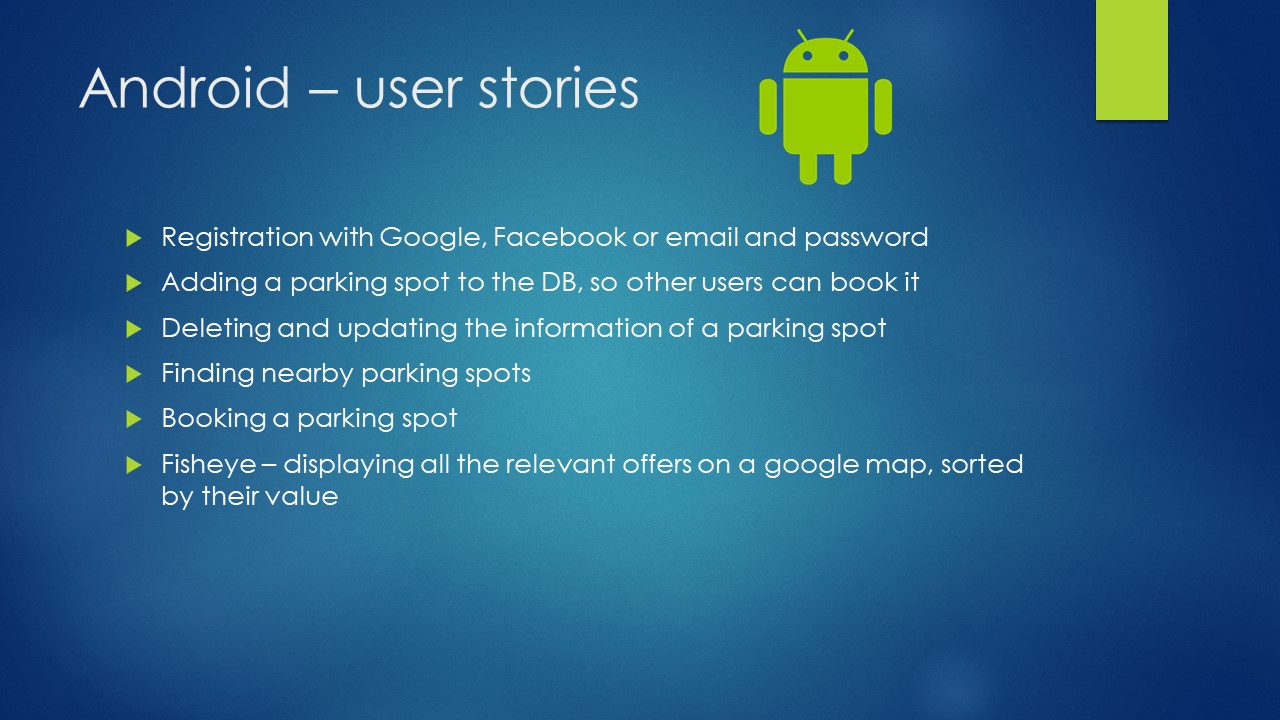 Android – user stories
Registration with Google, Facebook or email and password
Adding a parking spot to the DB, so other users can book it
Deleting and updating the information of a parking spot
Finding nearby parking spots
Booking a parking spot
Fisheye – displaying all the relevant offers on a google map, sorted
by their value